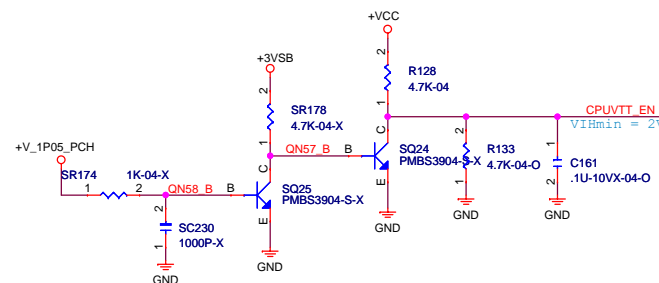 +VCC
+3VSB
2
R128
4.7K-04
1
CPUVTT_EN
VIHmin = 2V
2
SR178
4.7K-04-X
1
C
QN57_B
B
SQ24
PMBS3904-S-X
E
2
R133
4.7K-04-O
1
1
C161
.1U-10VX-04-O
2
+V_1P05_PCH
SR174
1K-04-X
1
2
QN58_B
B
C
SQ25
PMBS3904-S-X
E
2
SC230
1000P-X
1
GND
GND
GND
GND
GND